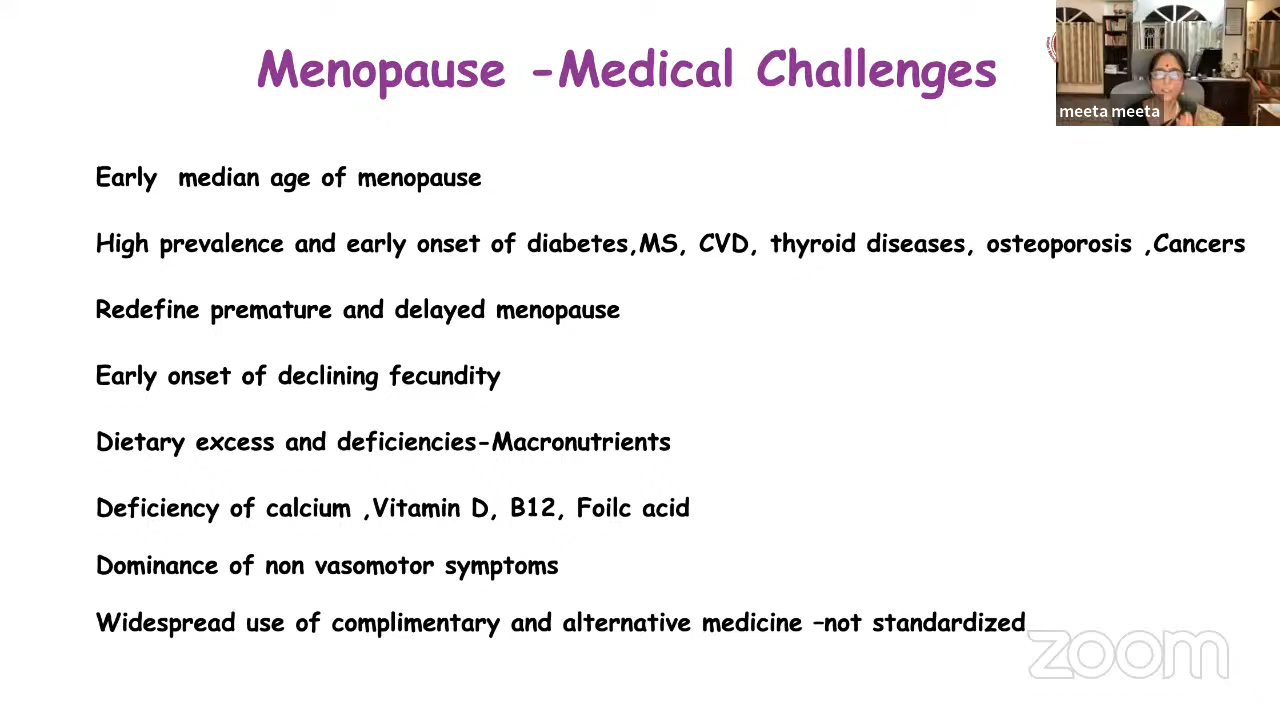 Menopause -Medical Challenges
meeta meeta
Early median age of menopause
High prevalence and early onset of diabetes,MS, CVD, thyroid diseases, osteoporosis ,Cancers
Redefine premature and delayed menopause
Early onset of declining fecundity
Dietary excess and deficiencies-Macronutrients
Deficiency of calcium ,Vitamin D, B12, Foilc acid
Dominance of non vasomotor symptoms
Widespread use of complimentary and alternative medicine –not standardized
zoom